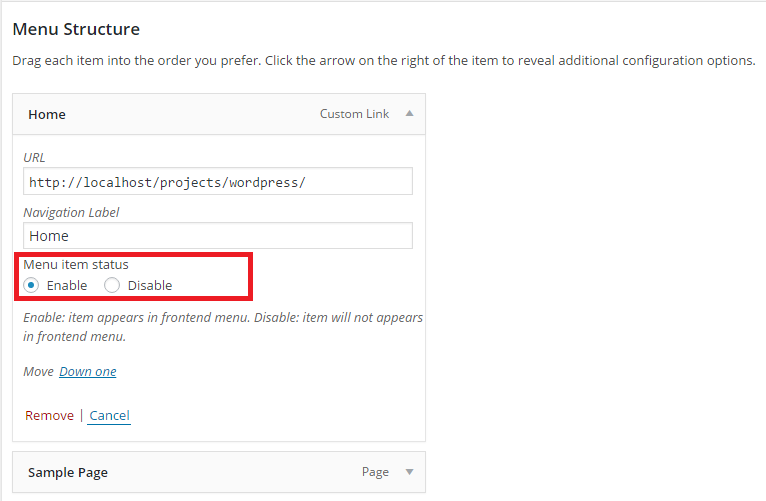 Menu Structure
Drag each item into the order you prefer. Click the arrow on the right of the item to reveal additional configuration options.
Home Custom Link
URL
http://localhost/projects/wordpress/
Navigation Label
Home
Menu item status
Enable Disable
Enable: item appears in frontend menu. Disable: item will not appears
in frontend menu.
Move Down one
Remove | Cancel
Sample Page Page